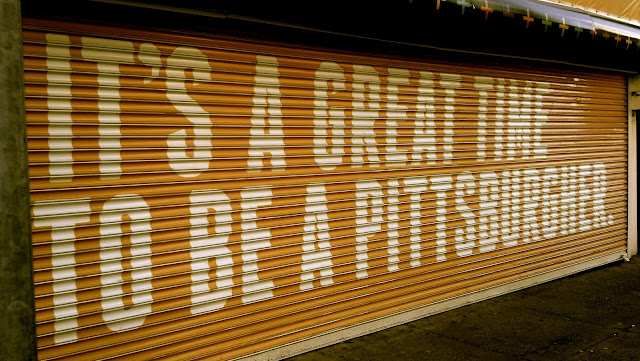 IT'S A GREAT TIME
TO BE A PITTSBURGHER.